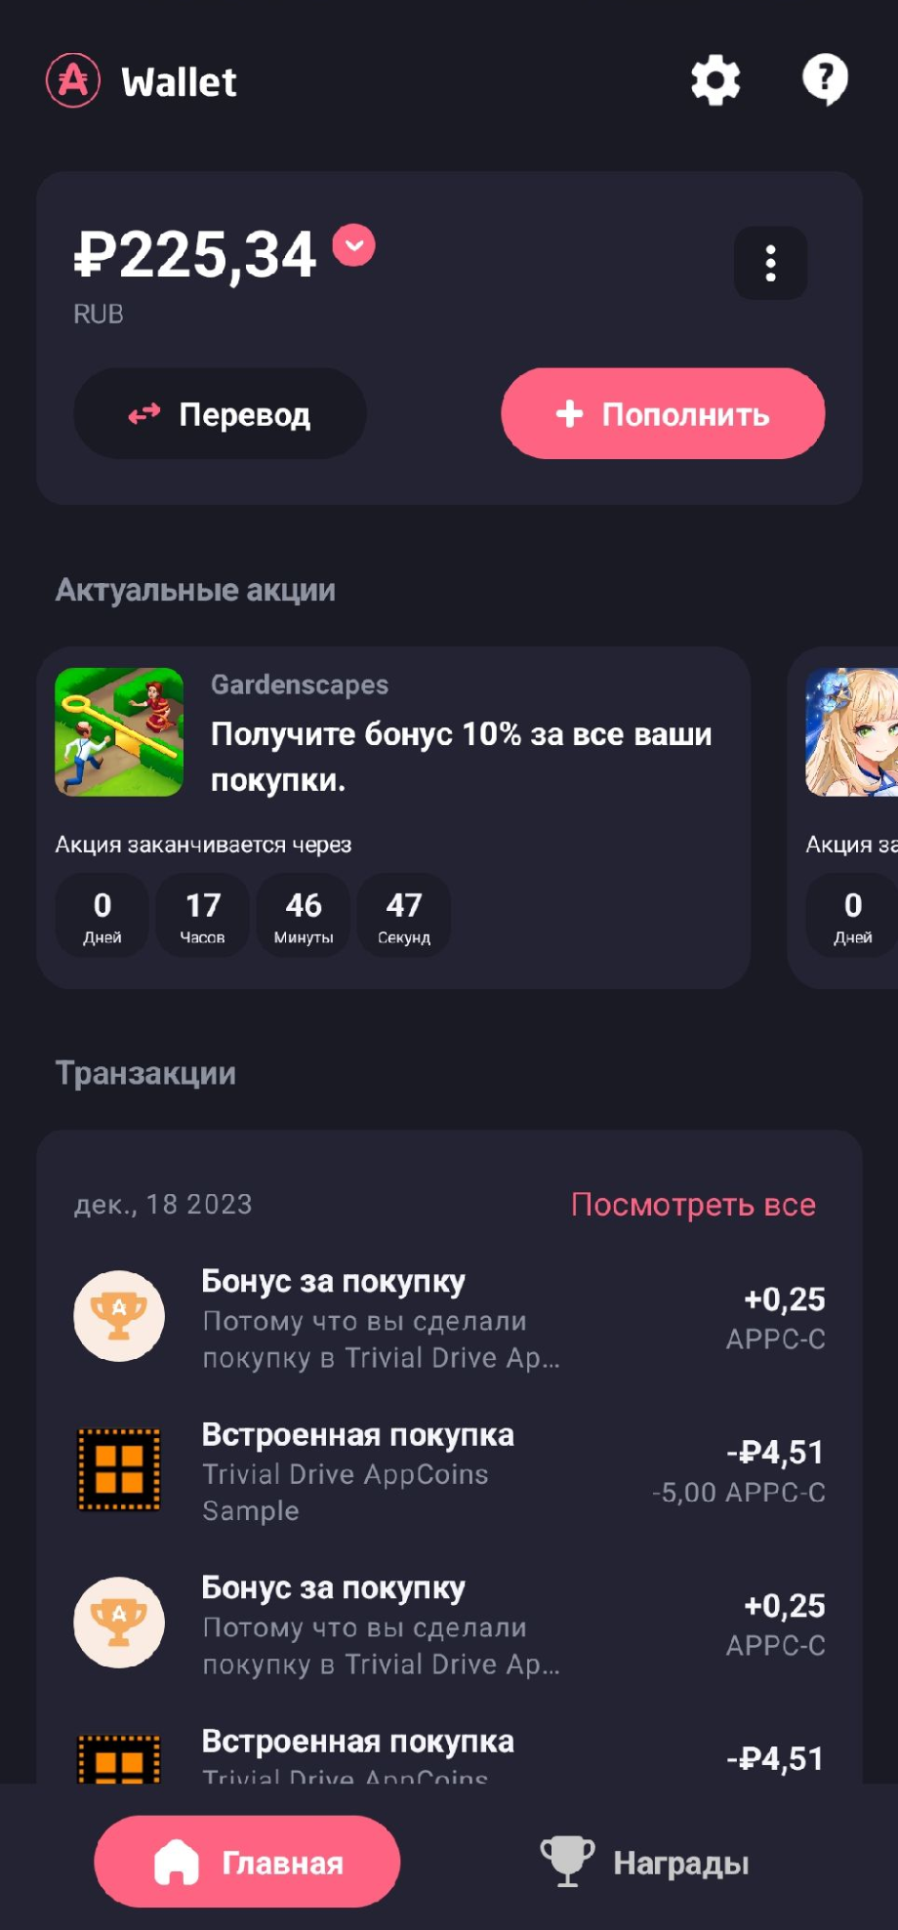 Wallet
₽225,34
RUB
Перевод
Пополнить
Актуальные акции
Gardenscapes
Получите бонус 10% за все ваши
покупки.
Акция заканчивается через
0
Дней
17
Часов
46
Минуты
47
Секунд
Акция за
0
Дней
Транзакции
дек., 18 2023
Посмотреть все
Бонус за покупку
Потому что вы сделали
покупку в Trivial Drive Ap...
+0,25
APPC-C
Встроенная покупка
Trivial Drive AppCoins
Sample
-₽4,51
-5,00 APPC-C
Бонус за покупку
Потому что вы сделали
покупку в Trivial Drive Ap...
+0,25
APPC-C
Встроенная покупка
Trivial Drive AppCoins
-₽4,51
Главная
Награды